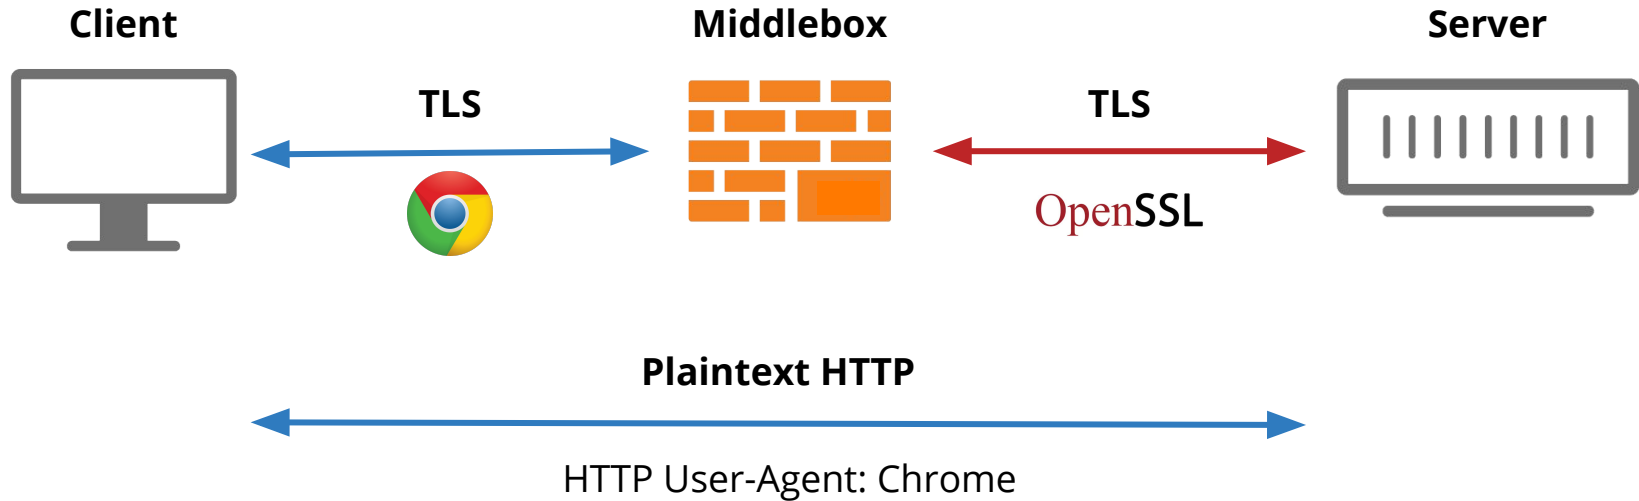 Client
Middlebox
Server
TLS
TLS
OpenSSL
Plaintext HTTP
HTTP User-Agent: Chrome